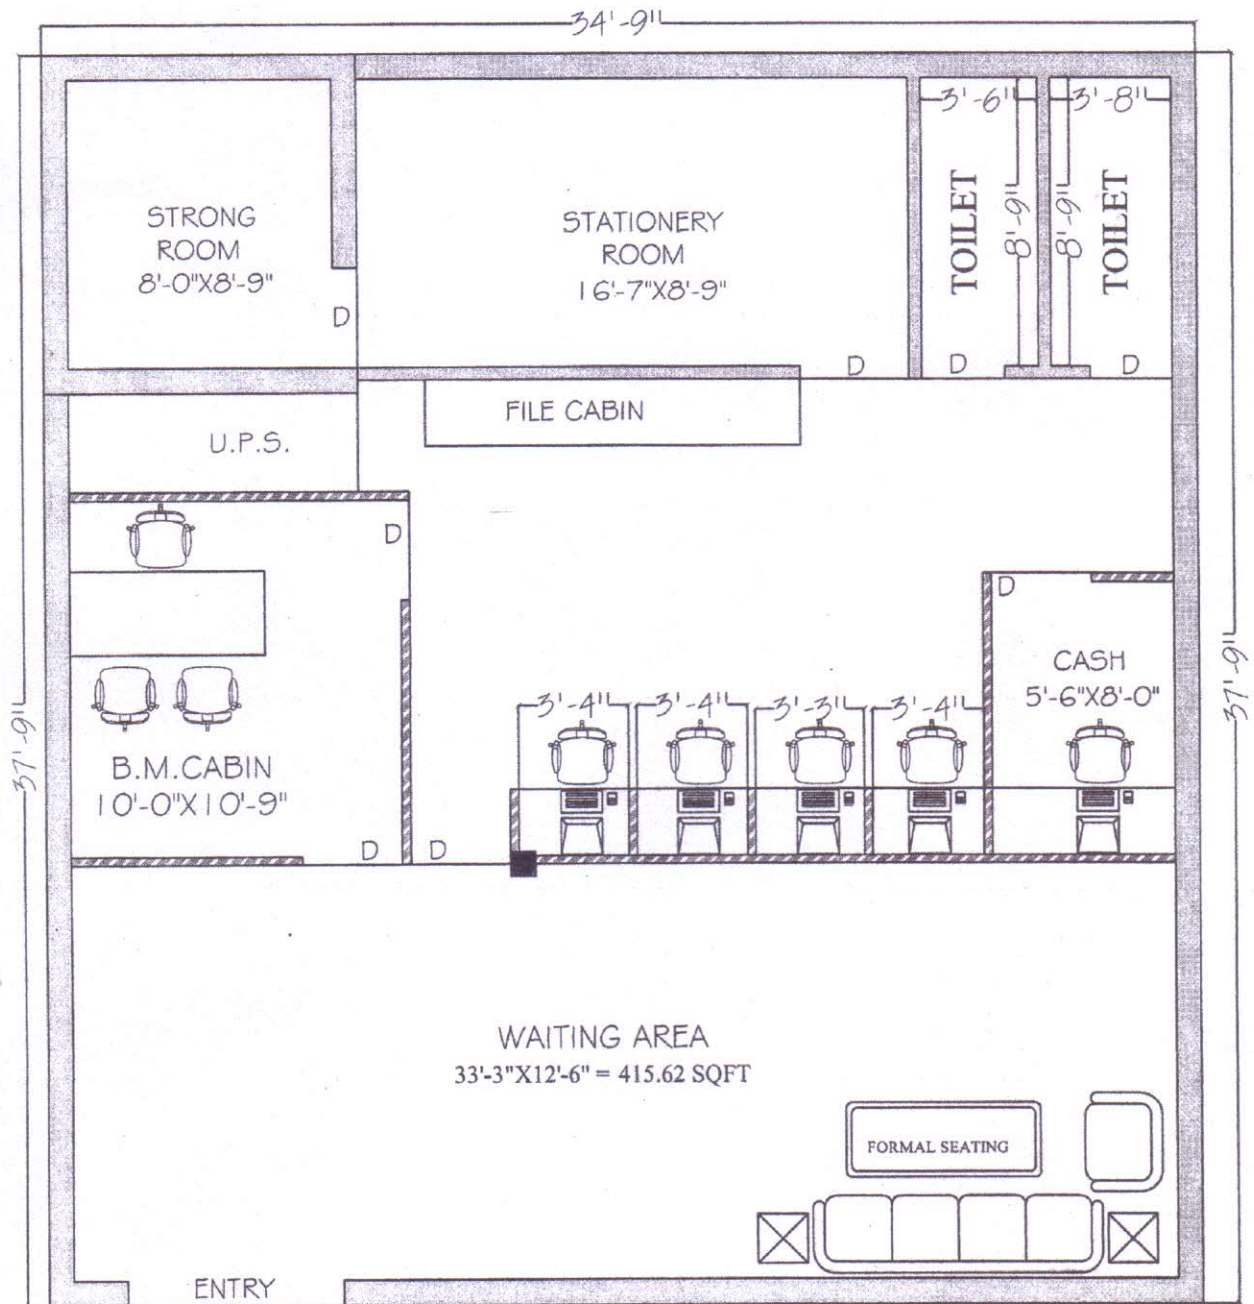 34'-9"
3'-6"
3'-8"
STRONG
ROOM
8'-0"X8'-9"
STATIONERY
ROOM
16'-7"X8'-9"
TOILET
8'-9"
8'-9"
TOILET
D
D
D
D
FILE CABIN
U.P.S.
D
D
CASH
5'-6"X8'-0"
37'-9"
37'-9"
3'-4"
3'-4"
3'-3"
3'-4"
B.M.CABIN
10'-0"X10'-9"
D
D
WAITING AREA
33'-3"X12'-6" = 415.62 SQFT
FORMAL SEATING
ENTRY